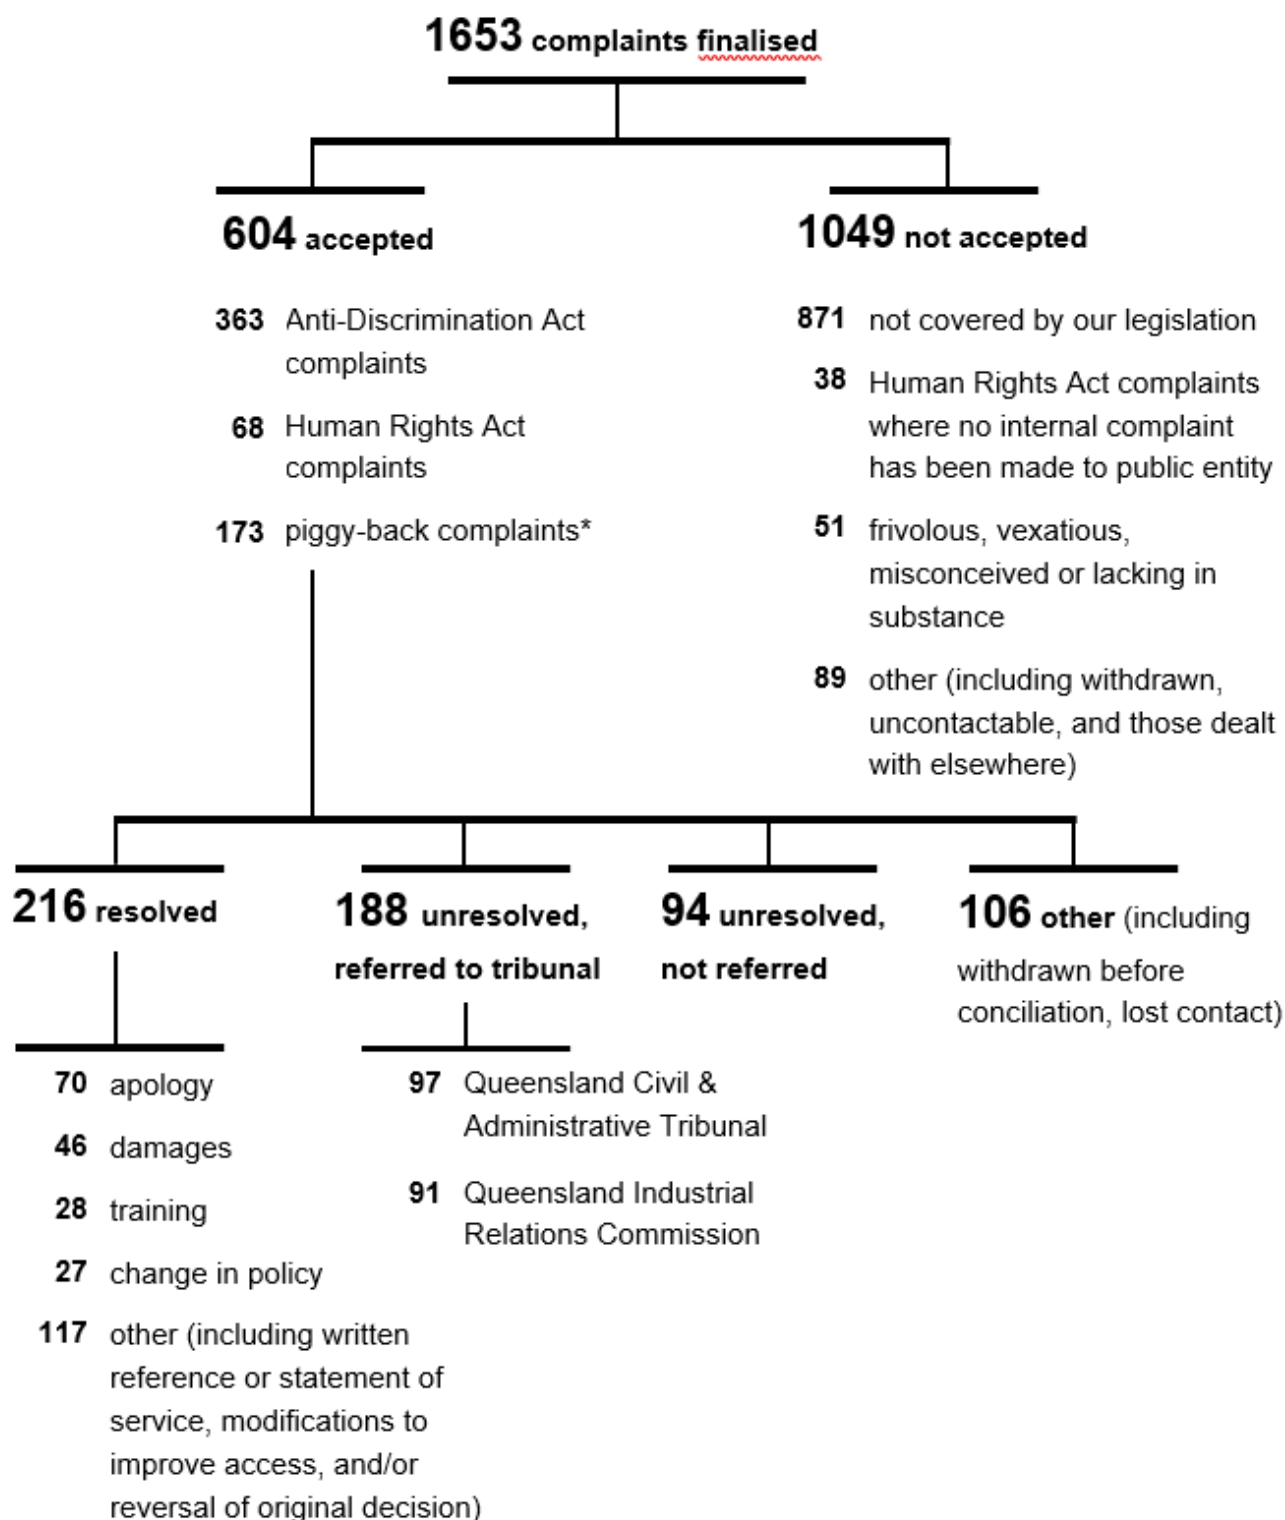 1653 complaints finalised
604 accepted
363 Anti-Discrimination Act
complaints
68 Human Rights Act
complaints
173 piggy-back complaints*
1049 not accepted
871 not covered by our legislation
38 Human Rights Act complaints
where no internal complaint
has been made to public entity
51 frivolous, vexatious,
misconceived or lacking in
substance
89 other (including withdrawn,
uncontactable, and those dealt
with elsewhere)
216 resolved
70 apology
46 damages
28 training
27 change in policy
117 other (including written
reference or statement of
service, modifications to
improve access, and/or
reversal of original decision)
188 unresolved,
referred to tribunal
97 Queensland Civil &
Administrative Tribunal
91 Queensland Industrial
Relations Commission
94 unresolved,
not referred
106 other (including
withdrawn before
conciliation, lost contact)